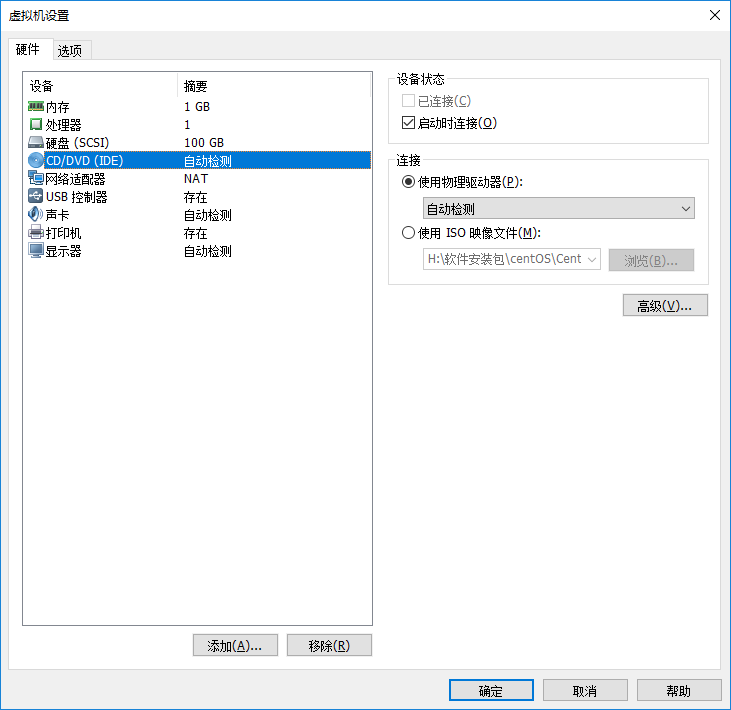 虚拟机设置
硬件 选项
设备 摘要
内存 1 GB
处理器 1
硬盘 (SCSI) 100 GB
CD/DVD (IDE) 自动检测
网络适配器 NAT
USB 控制器 存在
声卡 自动检测
打印机 存在
显示器 自动检测
添加(A)... 移除(R)
设备状态
已连接(C)
启动时连接(O)
连接
使用物理驱动器(P):
自动检测
使用 ISO 映像文件(M):
H:\软件安装包\centOS\Cent 浏览(B)...
高级(V)...
确定 取消 帮助